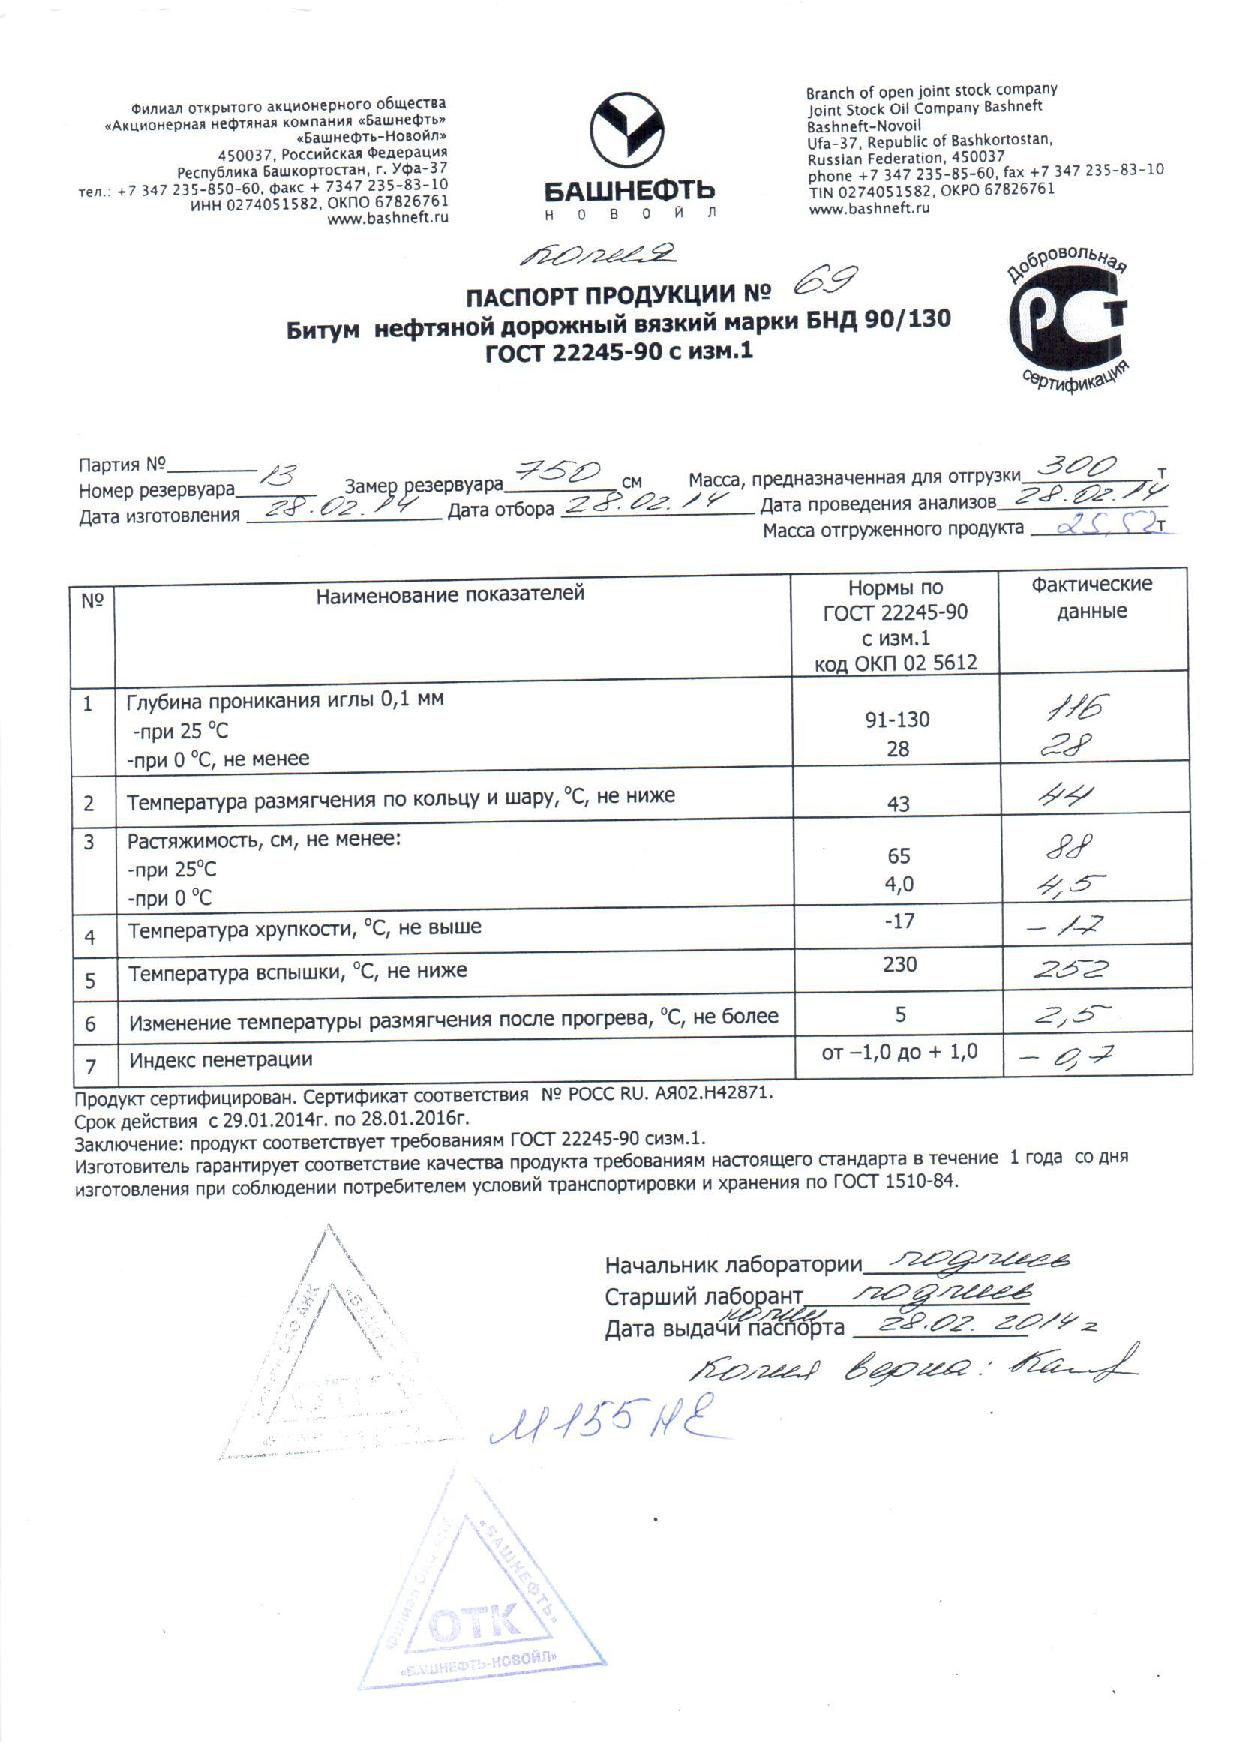 Филиал открытого акционерного общества
«Акционерная нефтяная компания «Башнефть»
«Башнефть-Новойл»
450037, Российская Федерация
Республика Башкортостан, г. Уфа-37
тел.: +7 347 235-850-60, факс + 7347 235-83-10
ИНН 0274051582, ОКПО 67826761
www.bashneft.ru
БАШНЕФТЬ
НОВОЙЛ
Branch of open joint stock company
Joint Stock Oil Company Bashneft
Bashneft-Novoil
Ufa-37, Republic of Bashkortostan,
Russian Federation, 450037
phone +7 347 235-85-60, fax +7 347 235-83-10
TIN 0274051582, OKPO 67826761
www.bashneft.ru
копия
ПАСПОРТ ПРОДУКЦИИ № 69
Битум нефтяной дорожный вязкий марки БНД 90/130
ГОСТ 22245-90 с изм.1
Добровольная
РСТ
сертификация
Партия №
Номер резервуара 13 Замер резервуара 750 см Масса, предназначенная для отгрузки 300 т
Дата изготовления 28.02.14 Дата отбора 28.02.14 Дата проведения анализов 28.02.14
Масса отгруженного продукта 25,52 т
№ Наименование показателей Нормы по ГОСТ 22245-90 с изм.1 код ОКП 02 5612 Фактические данные
1 Глубина проникания иглы 0,1 мм
-при 25 °С 91-130 116
-при 0 °С, не менее 28 28
2 Температура размягчения по кольцу и шару, °С, не ниже 43 44
3 Растяжимость, см, не менее:
-при 25°С 65 88
-при 0 °С 4,0 4,5
4 Температура хрупкости, °С, не выше -17 -17
5 Температура вспышки, °С, не ниже 230 252
6 Изменение температуры размягчения после прогрева, °С, не более 5 2,5
7 Индекс пенетрации от –1,0 до + 1,0 - 0,7
Продукт сертифицирован. Сертификат соответствия № РОСС RU. АЯ02.Н42871.
Срок действия с 29.01.2014г. по 28.01.2016г.
Заключение: продукт соответствует требованиям ГОСТ 22245-90 сизм.1.
Изготовитель гарантирует соответствие качества продукта требованиям настоящего стандарта в течение 1 года со дня
изготовления при соблюдении потребителем условий транспортировки и хранения по ГОСТ 1510-84.
Начальник лаборатории подпись
Старший лаборант подпись
копии
Дата выдачи паспорта 28.02. 2014 г
Копия верна:
М155НЕ
ОТК
Филиал ОАО АНК «БАШНЕФТЬ»
ОТК
«БАШНЕФТЬ-НОВОЙЛ»